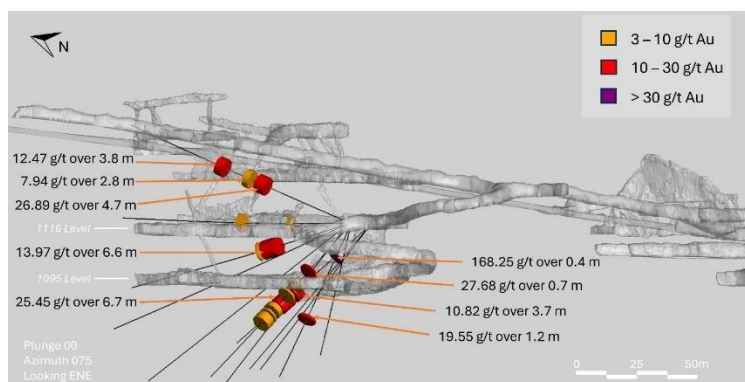 N
3 – 10 g/t Au
10 – 30 g/t Au
> 30 g/t Au
12.47 g/t over 3.8 m
7.94 g/t over 2.8 m
26.89 g/t over 4.7 m
1116 Level
13.97 g/t over 6.6 m
1095 Level
25.45 g/t over 6.7 m
168.25 g/t over 0.4 m
27.68 g/t over 0.7 m
10.82 g/t over 3.7 m
19.55 g/t over 1.2 m
Plunge 00
Azimuth 075
Looking ENE
0 25 50m